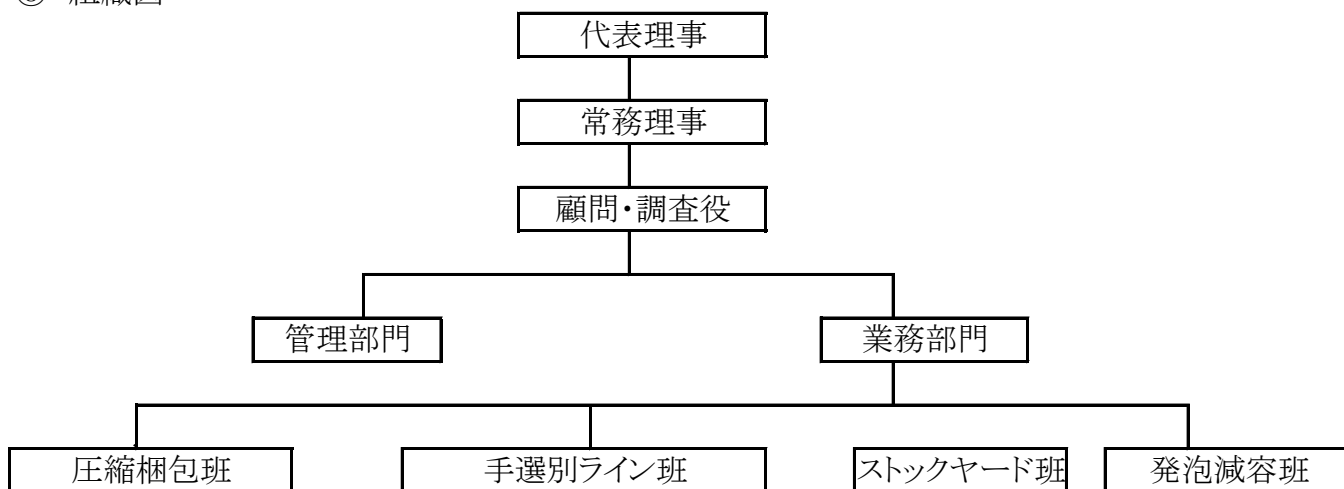 組織図
代表理事
常務理事
顧問・調査役
管理部門 業務部門
圧縮梱包班 手選別ライン班 ストックヤード班 発泡減容班